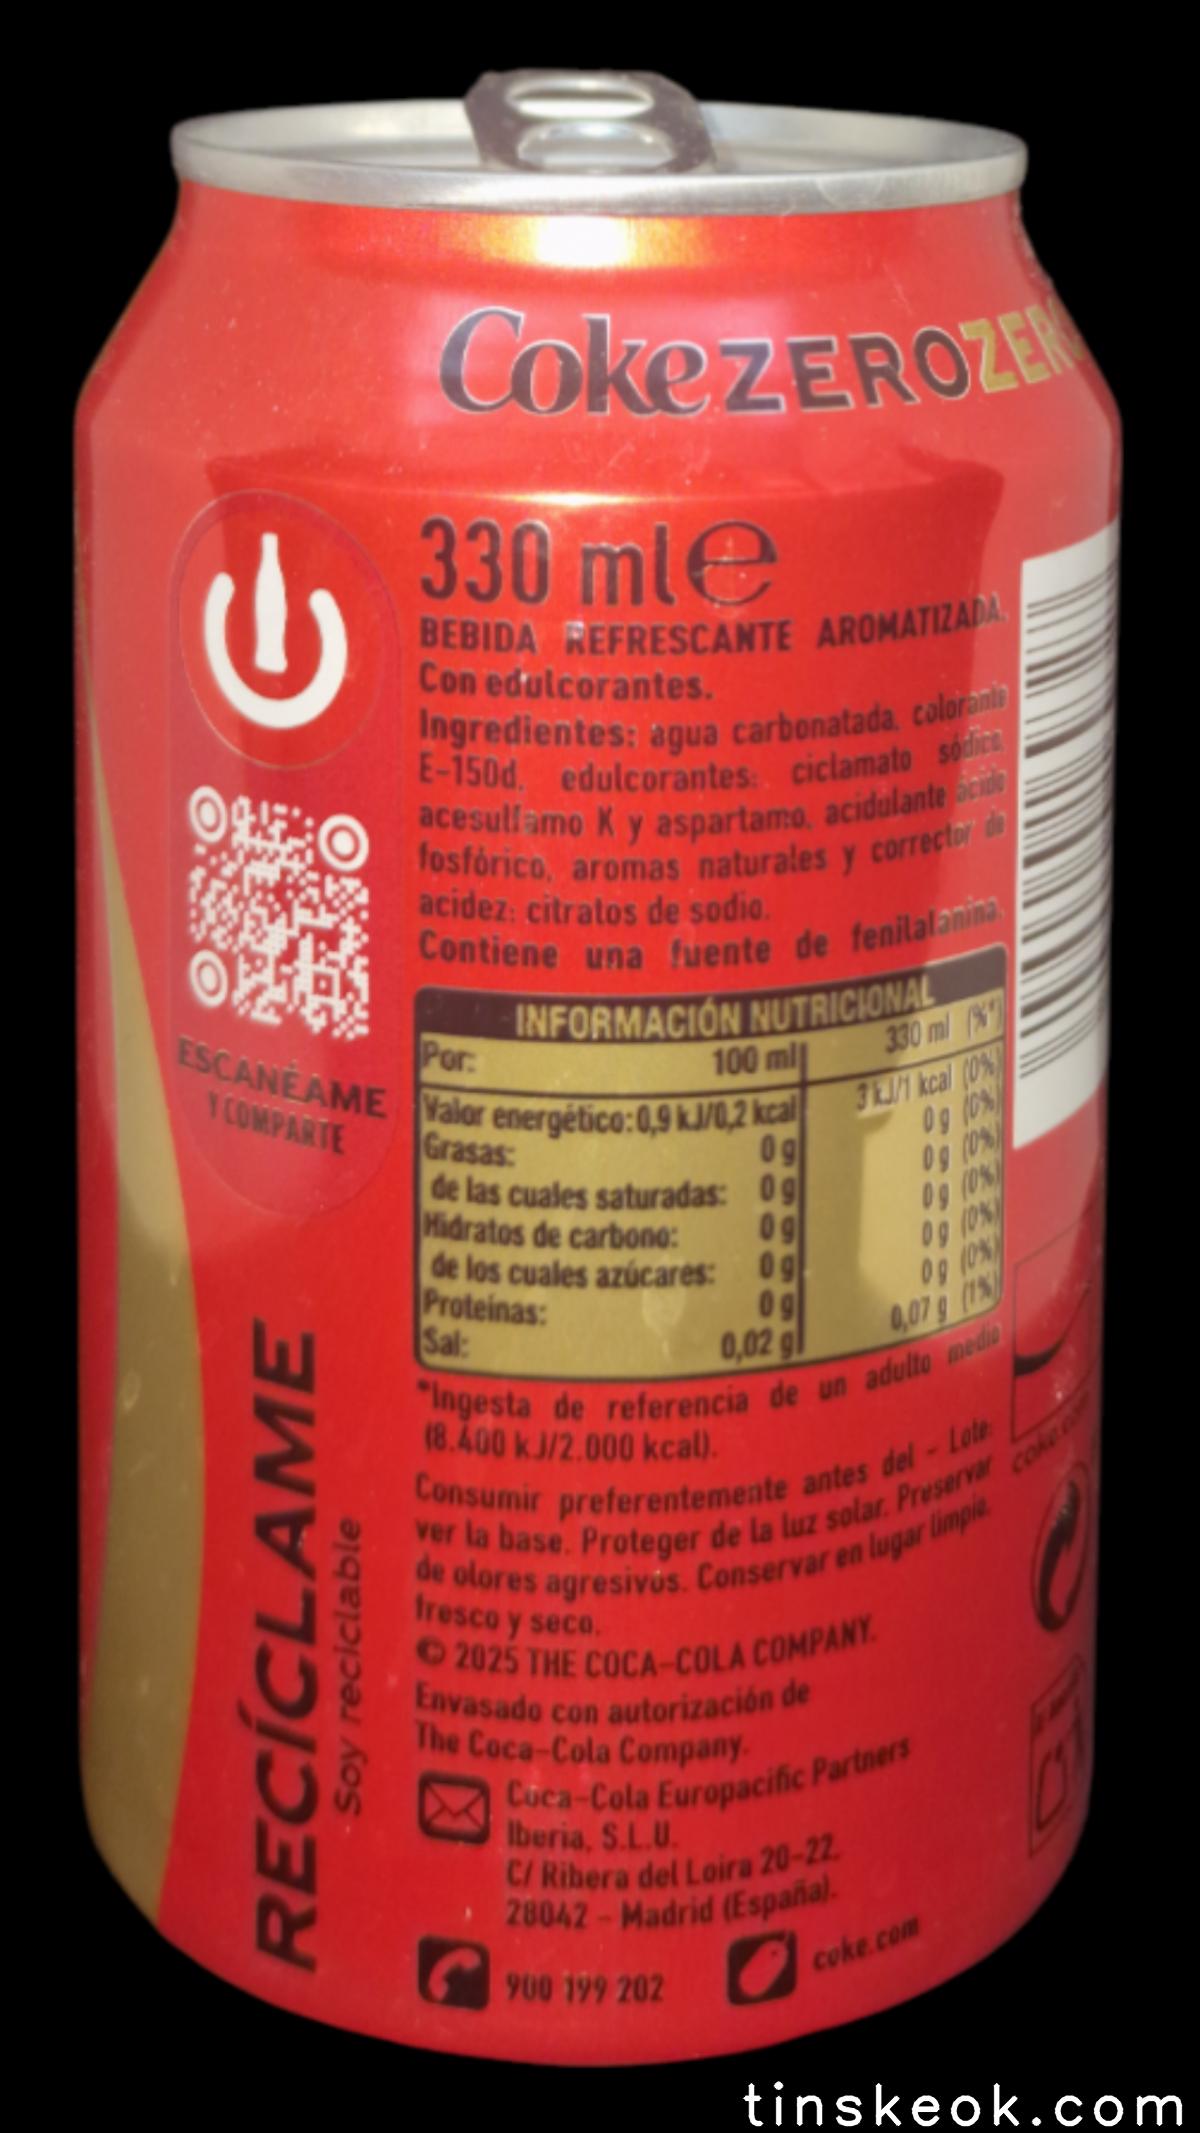 Coke ZERO ZERO
330 ml e
BEBIDA REFRESCANTE AROMATIZADA.
Con edulcorantes.
Ingredientes: agua carbonatada, colorante
E-150d, edulcorantes: ciclamato sódico,
acesulfamo K y aspartamo, acidulante ácido
fosfórico, aromas naturales y corrector de
acidez: citratos de sodio.
Contiene una fuente de fenilalanina.
ESCANÉAME
Y COMPARTE
INFORMACIÓN NUTRICIONAL
Por: 100 ml 330 ml (%*)
Valor energético: 0,9 kJ/0,2 kcal 3 kJ/1 kcal (0%)
Grasas: 0 g 0 g (0%)
de las cuales saturadas: 0 g 0 g (0%)
Hidratos de carbono: 0 g 0 g (0%)
de los cuales azúcares: 0 g 0 g (0%)
Proteínas: 0 g 0 g (0%)
Sal: 0,02 g 0,07 g (1%)
*Ingesta de referencia de un adulto medio
(8.400 kJ/2.000 kcal).
Consumir preferentemente antes del - Lote:
ver la base. Proteger de la luz solar. Preservar
de olores agresivos. Conservar en lugar limpio,
fresco y seco.
© 2025 THE COCA-COLA COMPANY.
Envasado con autorización de
The Coca-Cola Company.
Coca-Cola Europacific Partners
Iberia, S.L.U.
C/ Ribera del Loira 20-22.
28042 - Madrid (España).
900 199 202
coke.com
RECÍCLAME
Soy reciclable
tinskeok.com